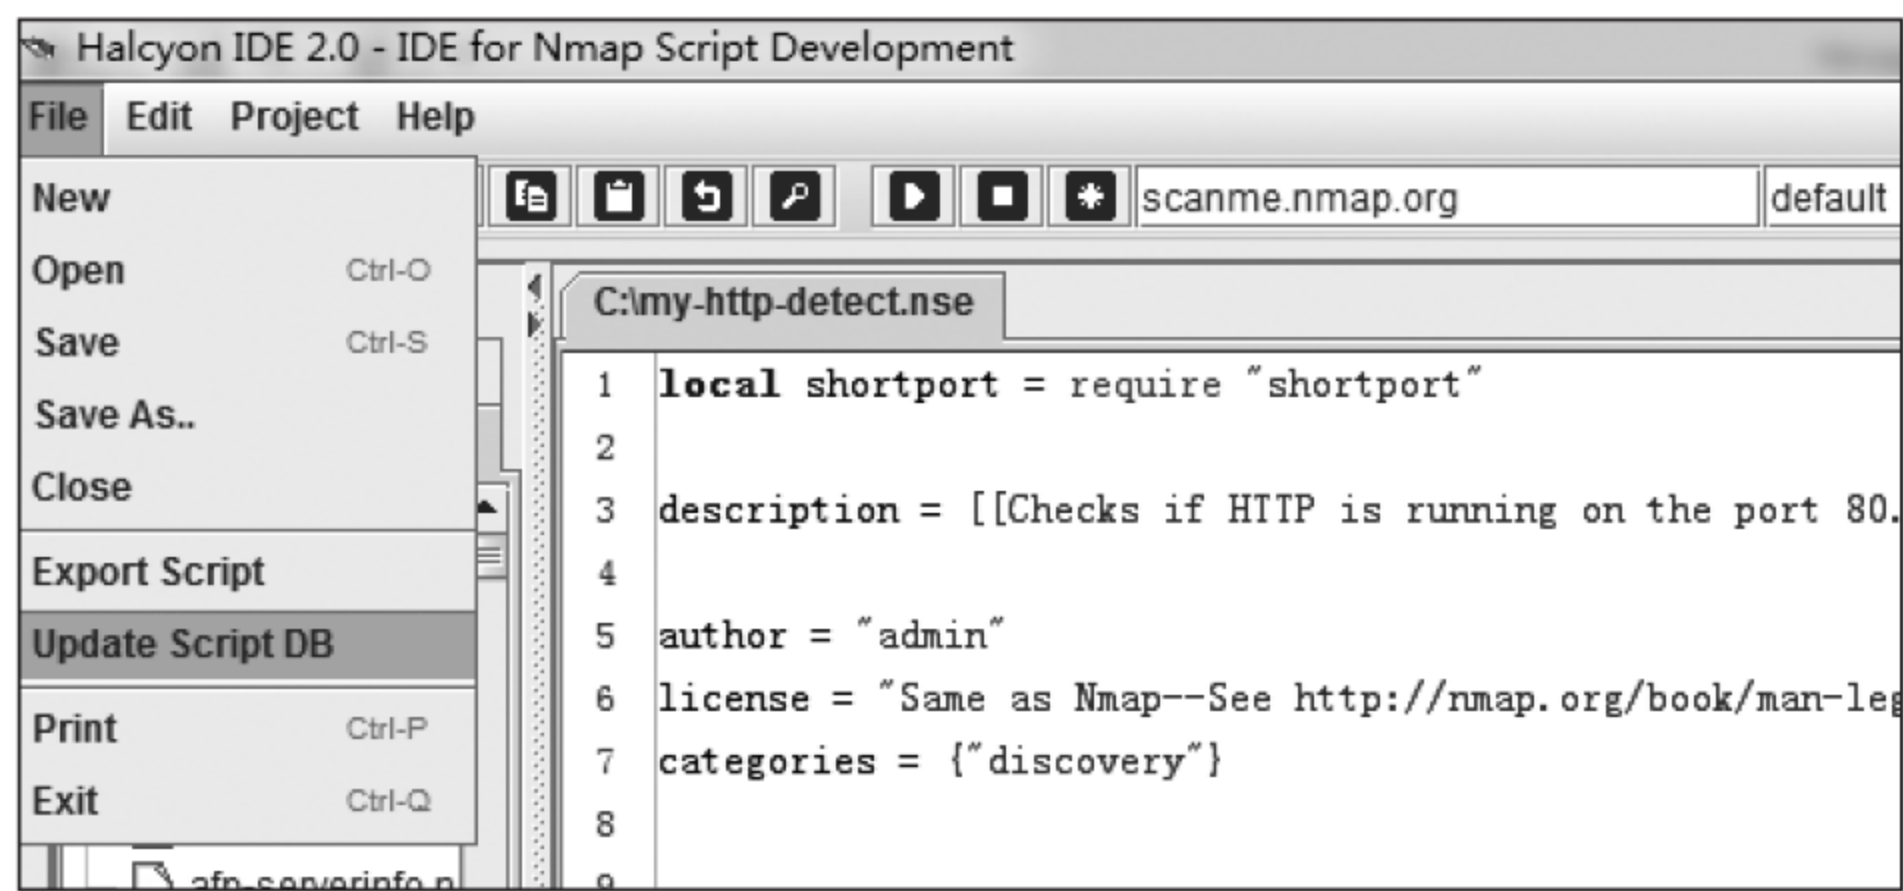 Halcyon IDE 2.0 - IDE for Nmap Script Development
File Edit Project Help
New
Open Ctrl-O
Save Ctrl-S
Save As..
Close
Export Script
Update Script DB
Print Ctrl-P
Exit Ctrl-Q
scanme.nmap.org default
C:\my-http-detect.nse
1 local shortport = require "shortport"
2
3 description = [[Checks if HTTP is running on the port 80.
4
5 author = "admin"
6 license = "Same as Nmap--See http://nmap.org/book/man-leg
7 categories = {"discovery"}
8
9
afp-serverinfo.n